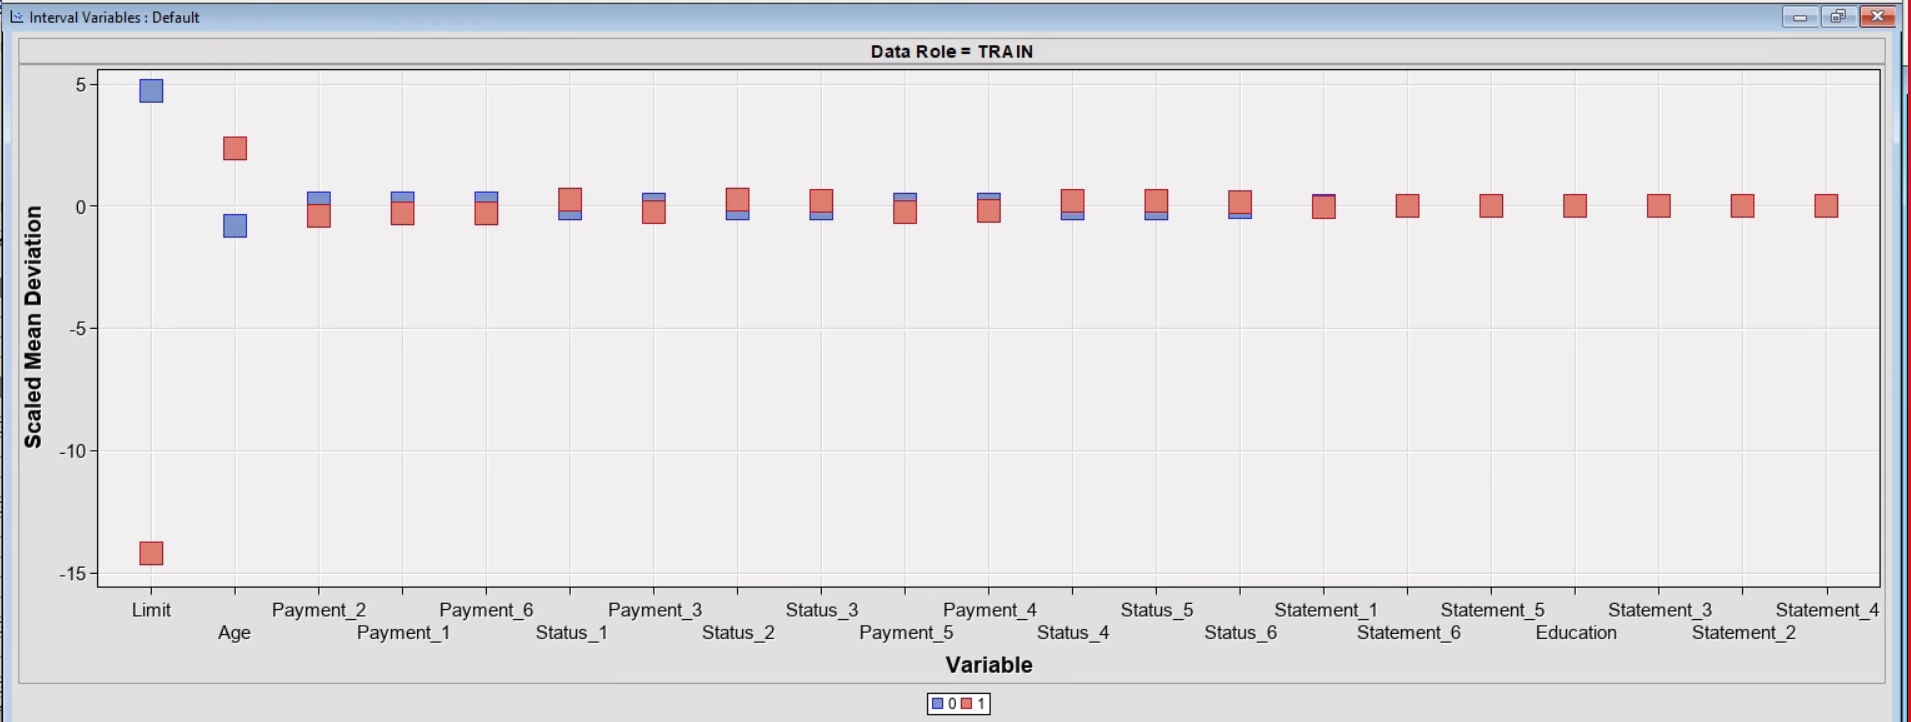 Interval Variables : Default
Data Role = TRAIN
Scaled Mean Deviation
5
0
-5
-10
-15
Limit
Age
Payment_2
Payment_1
Payment_6
Status_1
Payment_3
Status_2
Status_3
Payment_5
Payment_4
Status_4
Status_5
Status_6
Statement_1
Statement_6
Statement_5
Education
Statement_3
Statement_2
Statement_4
Variable
0 1